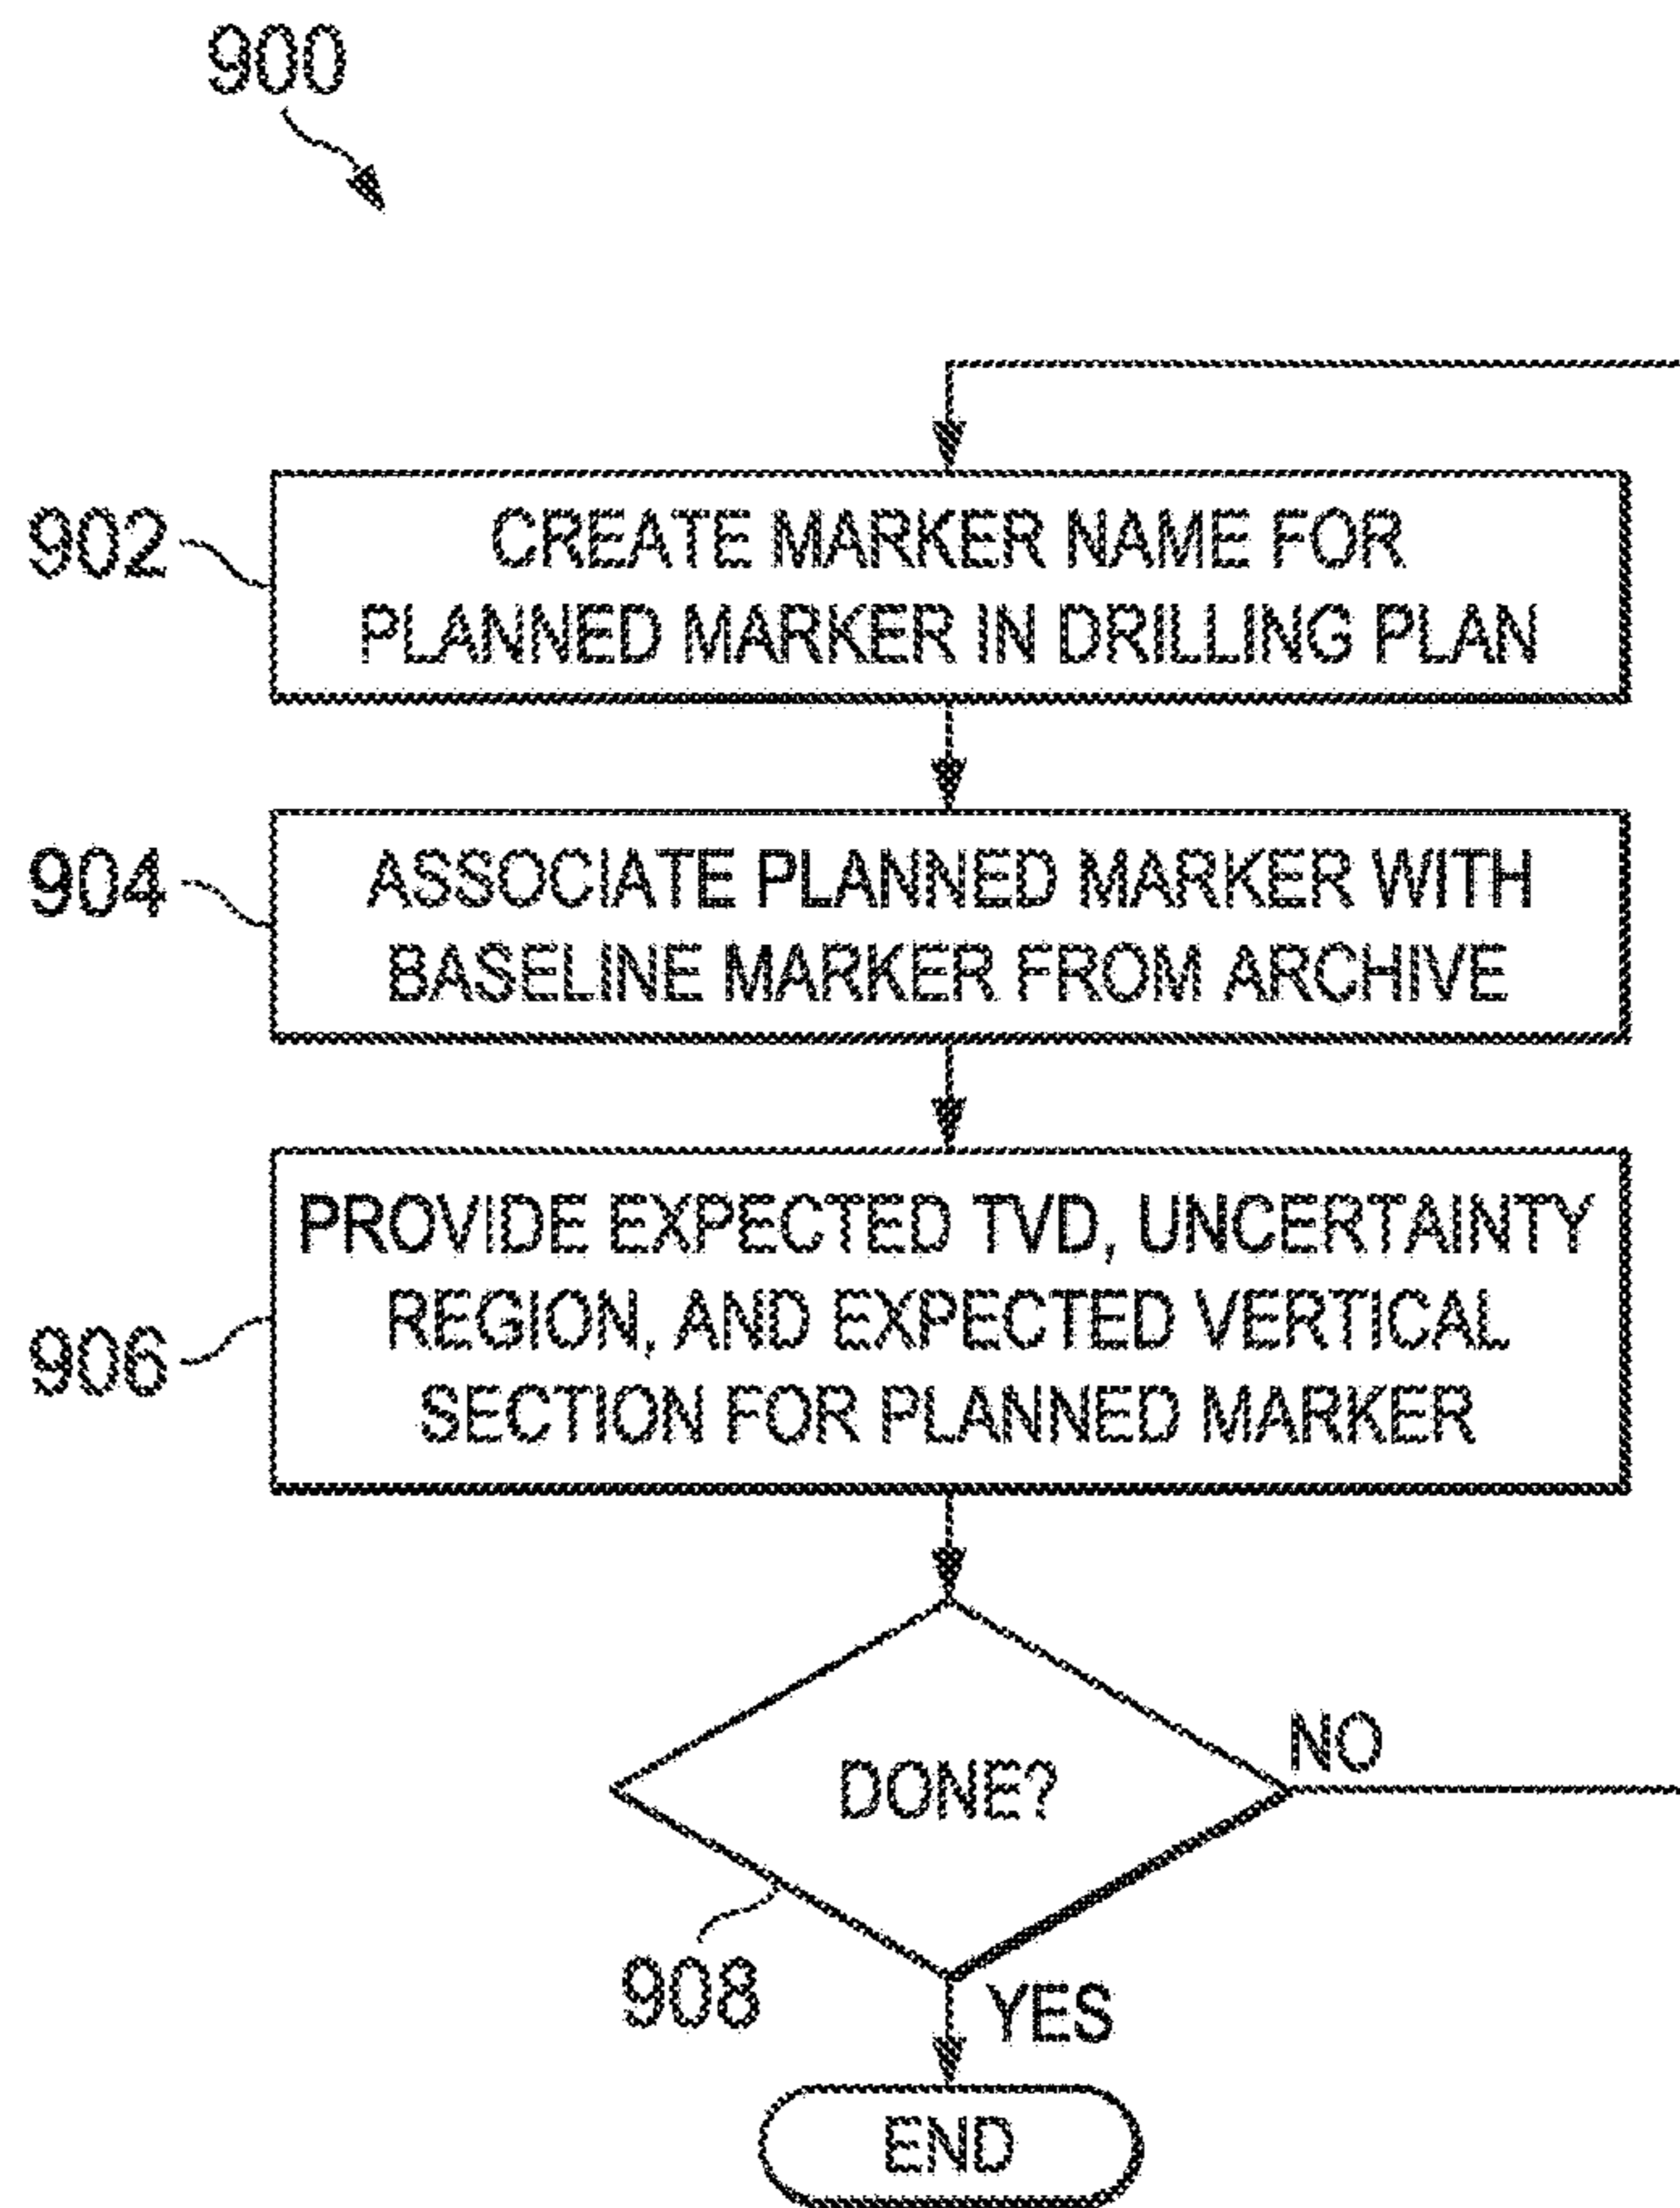 900
902
CREATE MARKER NAME FOR
PLANNED MARKER IN DRILLING PLAN
904
ASSOCIATE PLANNED MARKER WITH
BASELINE MARKER FROM ARCHIVE
906
PROVIDE EXPECTED TVD, UNCERTAINTY
REGION, AND EXPECTED VERTICAL
SECTION FOR PLANNED MARKER
DONE?
NO
908
YES
END